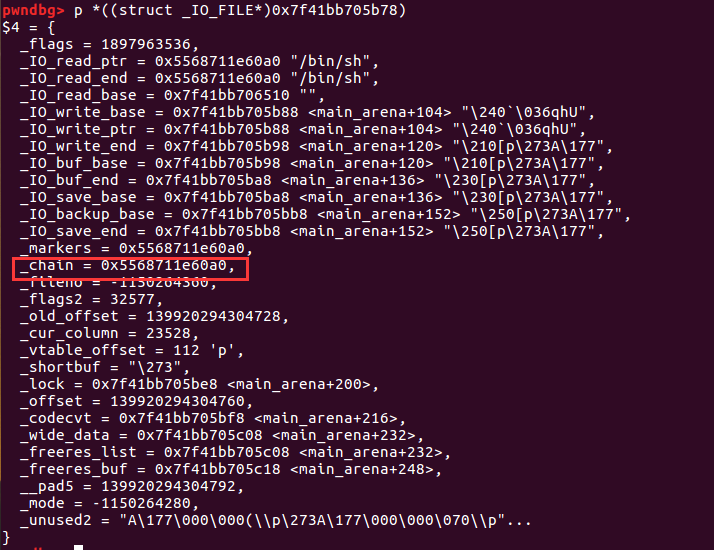 pwndbg> p *((struct _IO_FILE*)0x7f41bb705b78)
$4 = {
  _flags = 1897963536,
  _IO_read_ptr = 0x5568711e60a0 "/bin/sh",
  _IO_read_end = 0x5568711e60a0 "/bin/sh",
  _IO_read_base = 0x7f41bb706510 "",
  _IO_write_base = 0x7f41bb705b88 <main_arena+104> "\240`\036qhU",
  _IO_write_ptr = 0x7f41bb705b88 <main_arena+104> "\240`\036qhU",
  _IO_write_end = 0x7f41bb705b98 <main_arena+120> "\210[p\273A\177",
  _IO_buf_base = 0x7f41bb705b98 <main_arena+120> "\210[p\273A\177",
  _IO_buf_end = 0x7f41bb705ba8 <main_arena+136> "\230[p\273A\177",
  _IO_save_base = 0x7f41bb705ba8 <main_arena+136> "\230[p\273A\177",
  _IO_backup_base = 0x7f41bb705bb8 <main_arena+152> "\250[p\273A\177",
  _IO_save_end = 0x7f41bb705bb8 <main_arena+152> "\250[p\273A\177",
  _markers = 0x5568711e60a0,
  _chain = 0x5568711e60a0,
  _fileno = -1150264360,
  _flags2 = 32577,
  _old_offset = 139920294304728,
  _cur_column = 23528,
  _vtable_offset = 112 'p',
  _shortbuf = "\273",
  _lock = 0x7f41bb705be8 <main_arena+200>,
  _offset = 139920294304760,
  _codecvt = 0x7f41bb705bf8 <main_arena+216>,
  _wide_data = 0x7f41bb705c08 <main_arena+232>,
  _freeres_list = 0x7f41bb705c08 <main_arena+232>,
  _freeres_buf = 0x7f41bb705c18 <main_arena+248>,
  __pad5 = 139920294304792,
  _mode = -1150264280,
  _unused2 = "A\177\000\000(\\p\273A\177\000\000\070\\p"...
}